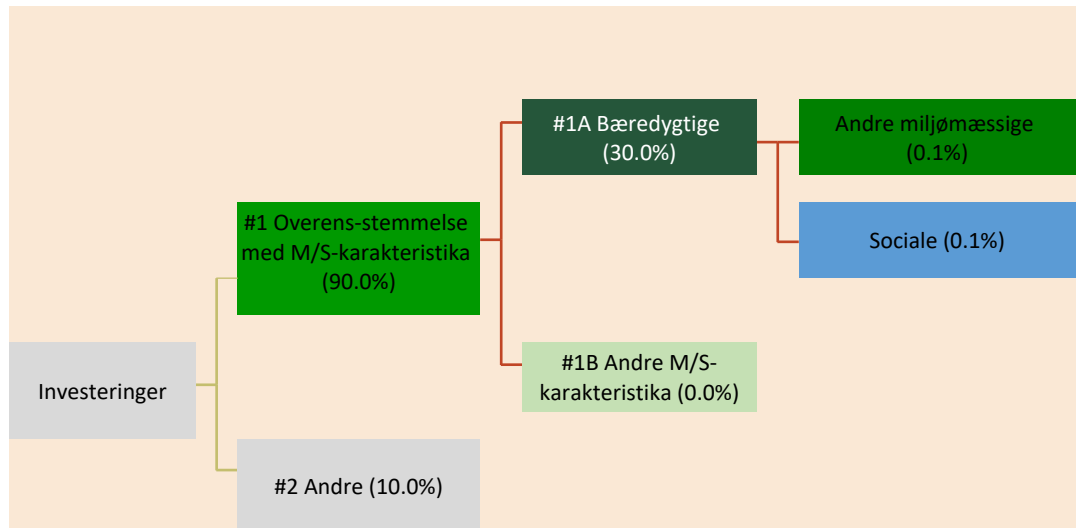 Investeringer
#1 Overens-stemmelse
med M/S-karakteristika
(90.0%)
#2 Andre (10.0%)
#1A Bæredygtige
(30.0%)
#1B Andre M/S-
karakteristika (0.0%)
Andre miljømæssige
(0.1%)
Sociale (0.1%)